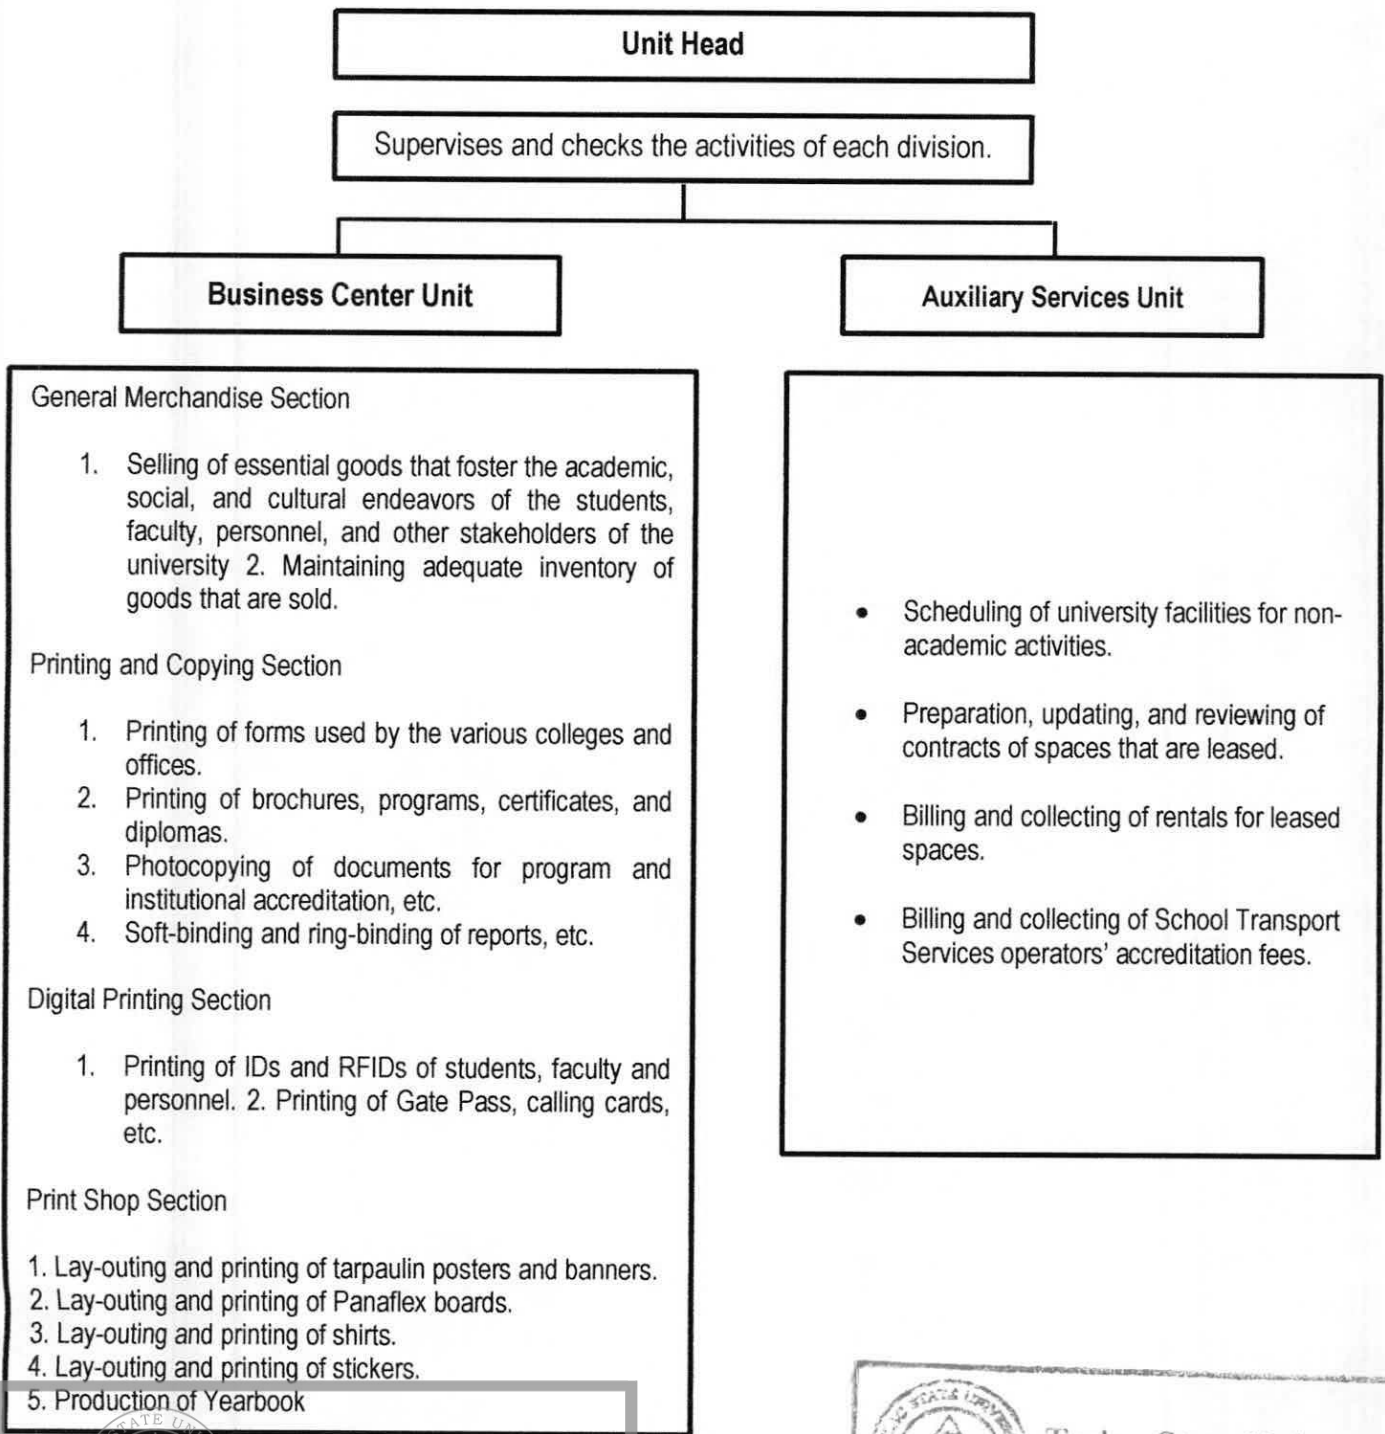 Unit Head
Supervises and checks the activities of each division.
Business Center Unit
General Merchandise Section
1. Selling of essential goods that foster the academic,
social, and cultural endeavors of the students,
faculty, personnel, and other stakeholders of the
university 2. Maintaining adequate inventory of
goods that are sold.
Printing and Copying Section
1. Printing of forms used by the various colleges and
offices.
2. Printing of brochures, programs, certificates, and
diplomas.
3. Photocopying of documents for program and
institutional accreditation, etc.
4. Soft-binding and ring-binding of reports, etc.
Digital Printing Section
1. Printing of IDs and RFIDs of students, faculty and
personnel. 2. Printing of Gate Pass, calling cards,
etc.
Print Shop Section
1. Lay-outing and printing of tarpaulin posters and banners.
2. Lay-outing and printing of Panaflex boards.
3. Lay-outing and printing of shirts.
4. Lay-outing and printing of stickers.
5. Production of Yearbook
Auxiliary Services Unit
• Scheduling of university facilities for non-
academic activities.
• Preparation, updating, and reviewing of
contracts of spaces that are leased.
• Billing and collecting of rentals for leased
spaces.
• Billing and collecting of School Transport
Services operators' accreditation fees.
STATE
STATE